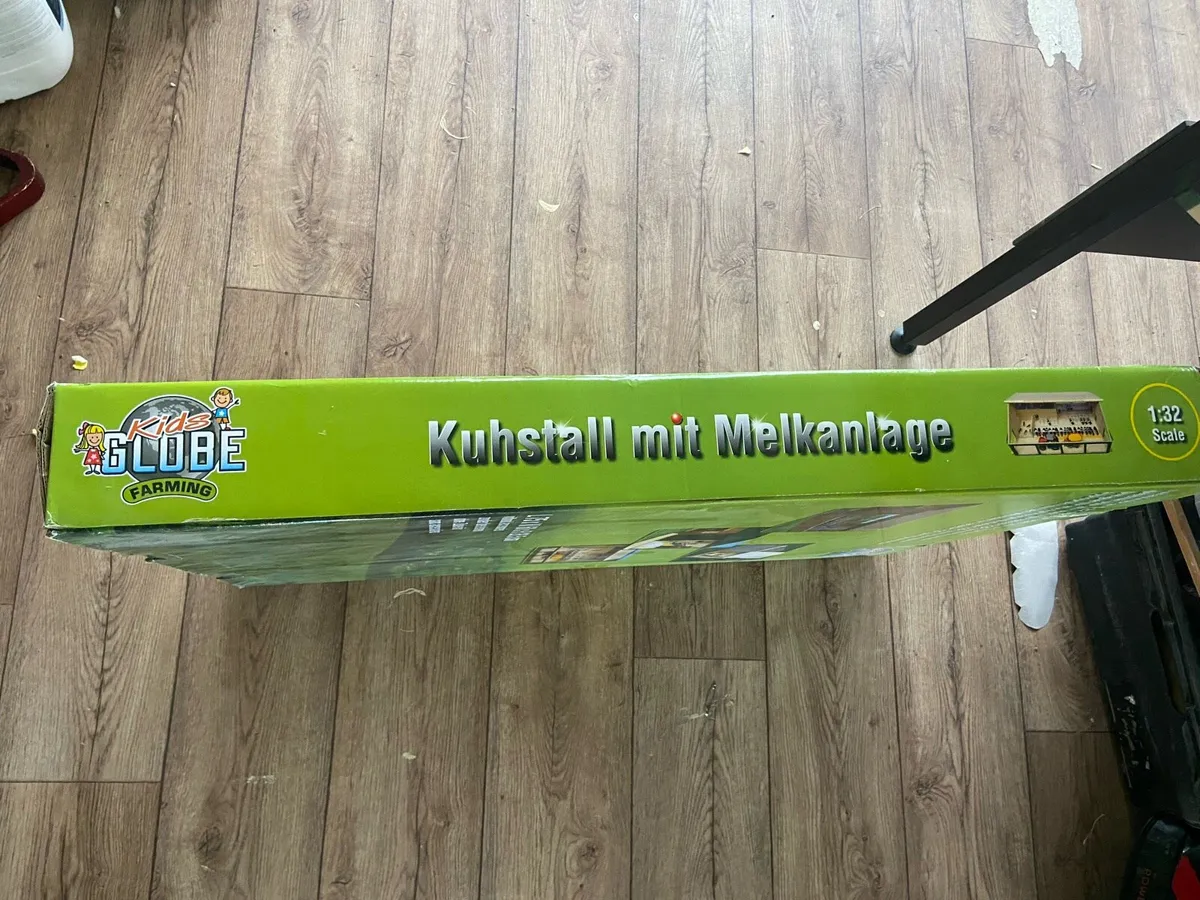 Kids
GLOBE
FARMING
Kuhstall mit Melkanlage
1:32
Scale